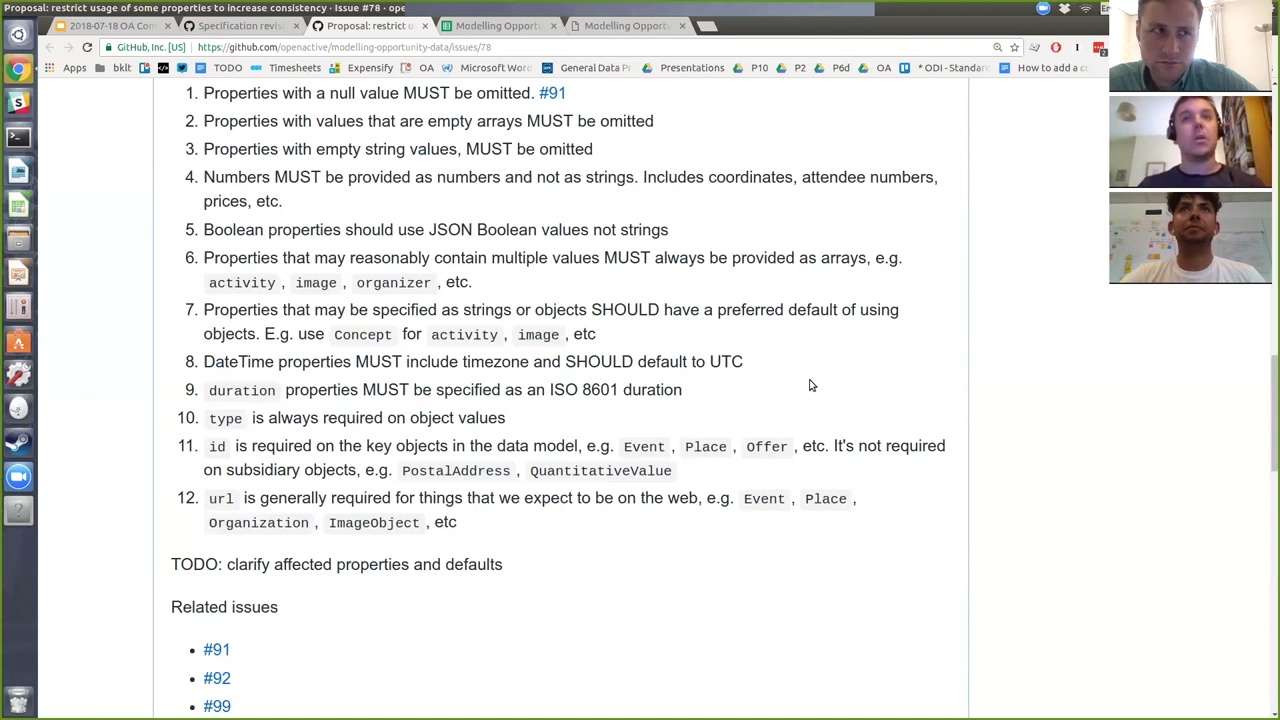 Proposal: restrict usage of some properties to increase consistency · Issue #78 · ope
2018-07-18 OA Com
Specification revis
Proposal: restrict u
Modelling Opportu
Modelling Opportu
GitHub, Inc. [US]
https://github.com/openactive/modelling-opportunity-data/issues/78
Apps
bklt
TODO
Timesheets
Expensify
OA
Microsoft Word
General Data Pr
Presentations
P10
P2
P6d
OA
* ODI - Standard
How to add a c
1. Properties with a null value MUST be omitted. #91
2. Properties with values that are empty arrays MUST be omitted
3. Properties with empty string values, MUST be omitted
4. Numbers MUST be provided as numbers and not as strings. Includes coordinates, attendee numbers,
prices, etc.
5. Boolean properties should use JSON Boolean values not strings
6. Properties that may reasonably contain multiple values MUST always be provided as arrays, e.g.
activity , image , organizer , etc.
7. Properties that may be specified as strings or objects SHOULD have a preferred default of using
objects. E.g. use Concept for activity , image , etc
8. DateTime properties MUST include timezone and SHOULD default to UTC
9. duration properties MUST be specified as an ISO 8601 duration
10. type is always required on object values
11. id is required on the key objects in the data model, e.g. Event , Place , Offer , etc. It's not required
on subsidiary objects, e.g. PostalAddress , QuantitativeValue
12. url is generally required for things that we expect to be on the web, e.g. Event , Place ,
Organization , ImageObject , etc
TODO: clarify affected properties and defaults
Related issues
• #91
• #92
• #99